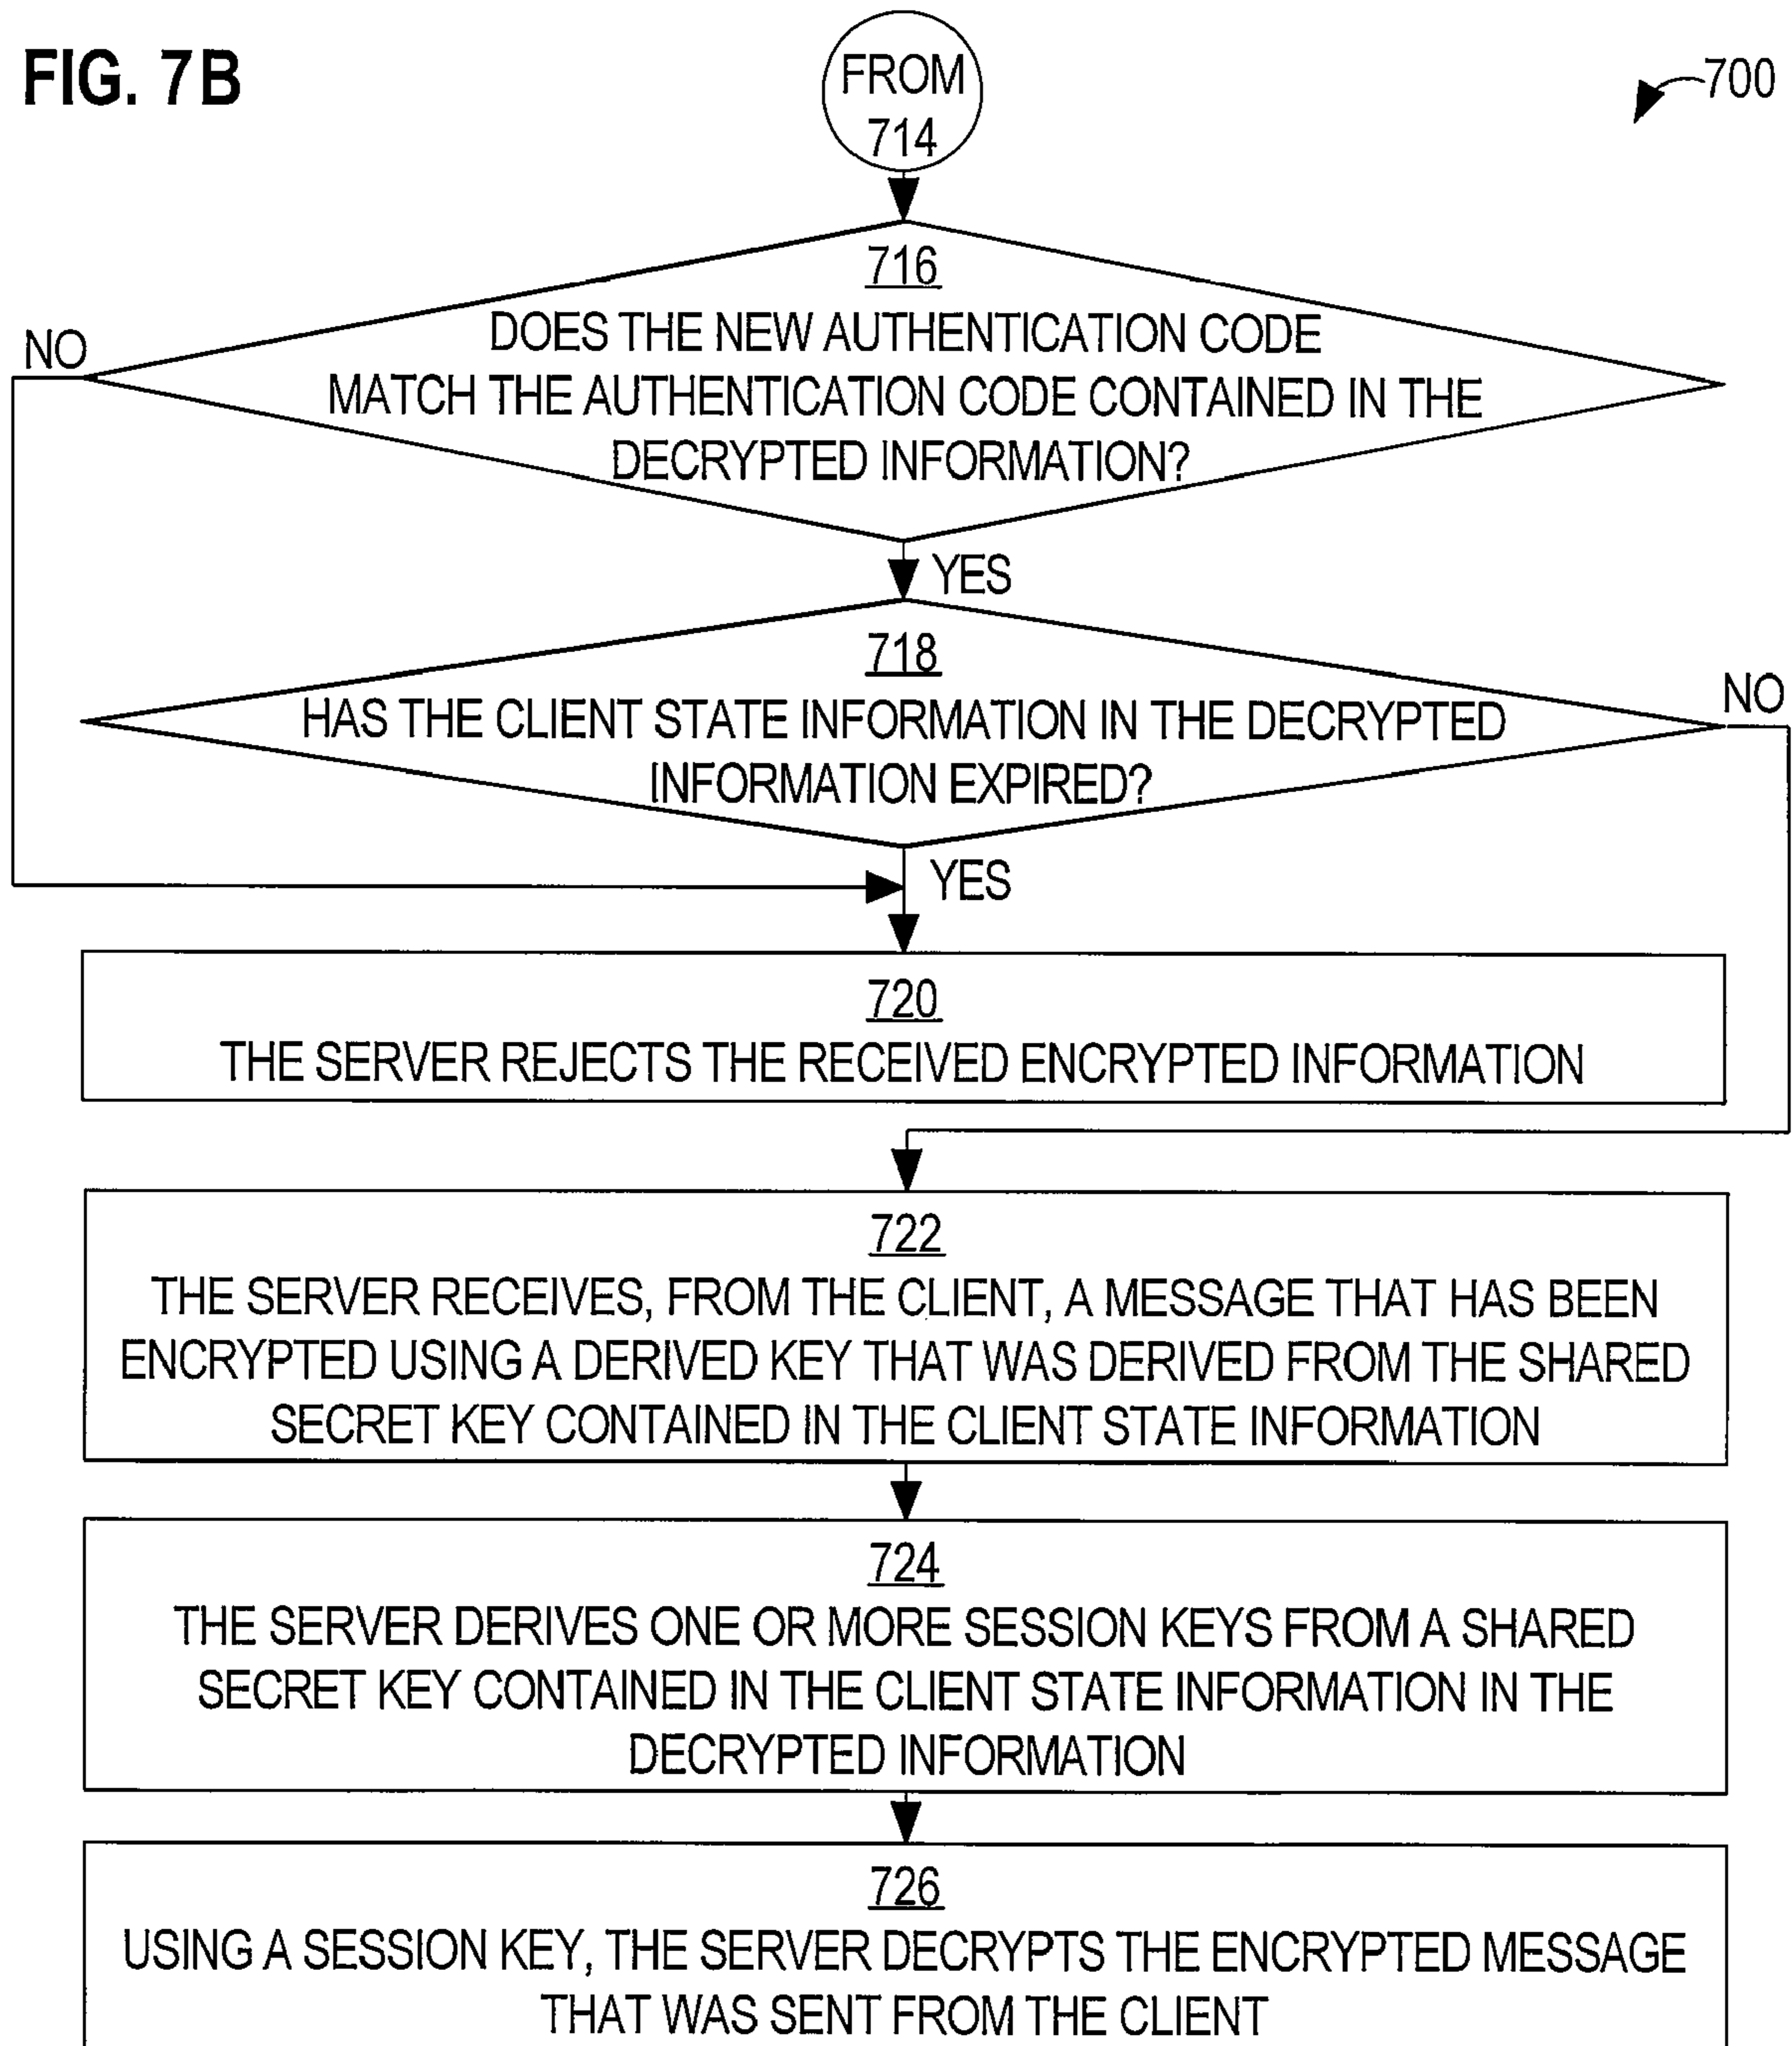 FIG. 7B
FROM
714
700
716
DOES THE NEW AUTHENTICATION CODE
MATCH THE AUTHENTICATION CODE CONTAINED IN THE
DECRYPTED INFORMATION?
NO
YES
718
HAS THE CLIENT STATE INFORMATION IN THE DECRYPTED
INFORMATION EXPIRED?
NO
YES
720
THE SERVER REJECTS THE RECEIVED ENCRYPTED INFORMATION
722
THE SERVER RECEIVES, FROM THE CLIENT, A MESSAGE THAT HAS BEEN
ENCRYPTED USING A DERIVED KEY THAT WAS DERIVED FROM THE SHARED
SECRET KEY CONTAINED IN THE CLIENT STATE INFORMATION
724
THE SERVER DERIVES ONE OR MORE SESSION KEYS FROM A SHARED
SECRET KEY CONTAINED IN THE CLIENT STATE INFORMATION IN THE
DECRYPTED INFORMATION
726
USING A SESSION KEY, THE SERVER DECRYPTS THE ENCRYPTED MESSAGE
THAT WAS SENT FROM THE CLIENT